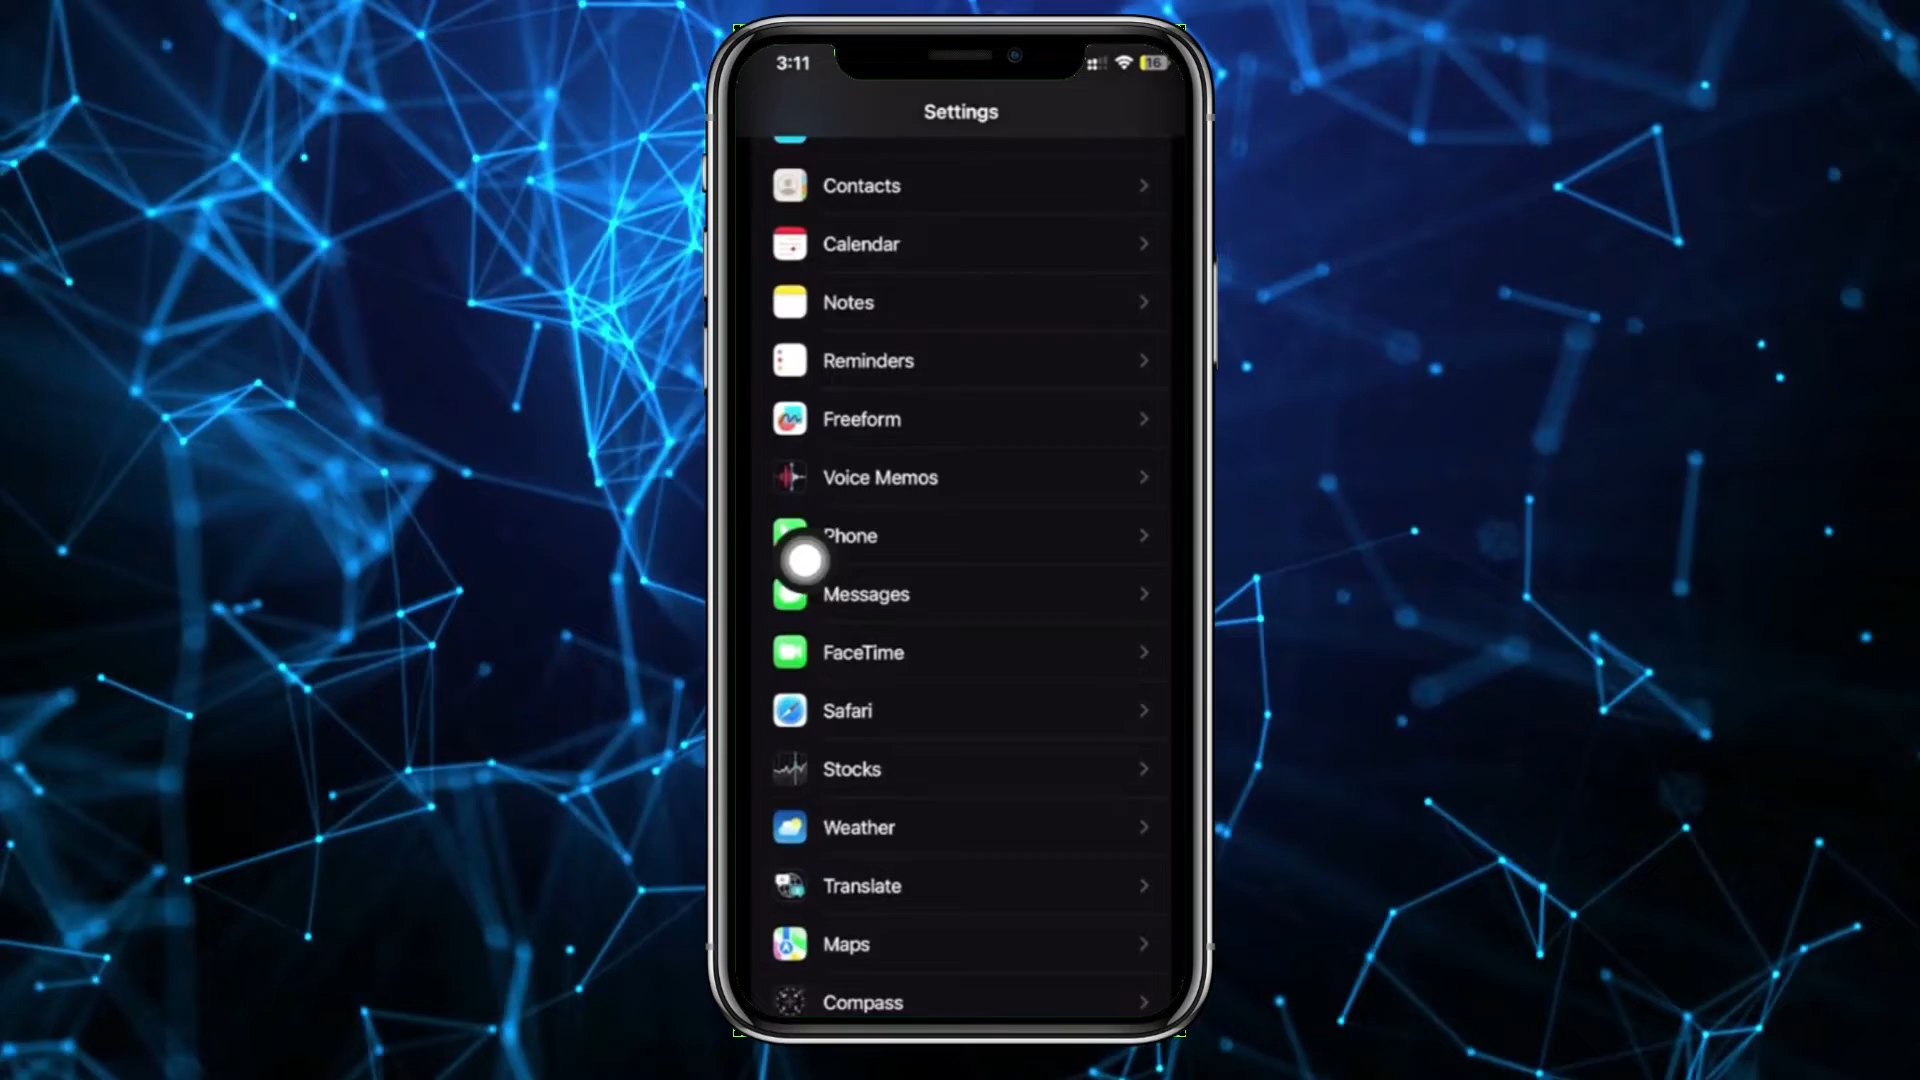 3:11
16
Settings
Contacts
Calendar
Notes
Reminders
Freeform
Voice Memos
Phone
Messages
FaceTime
Safari
Stocks
Weather
Translate
Maps
Compass